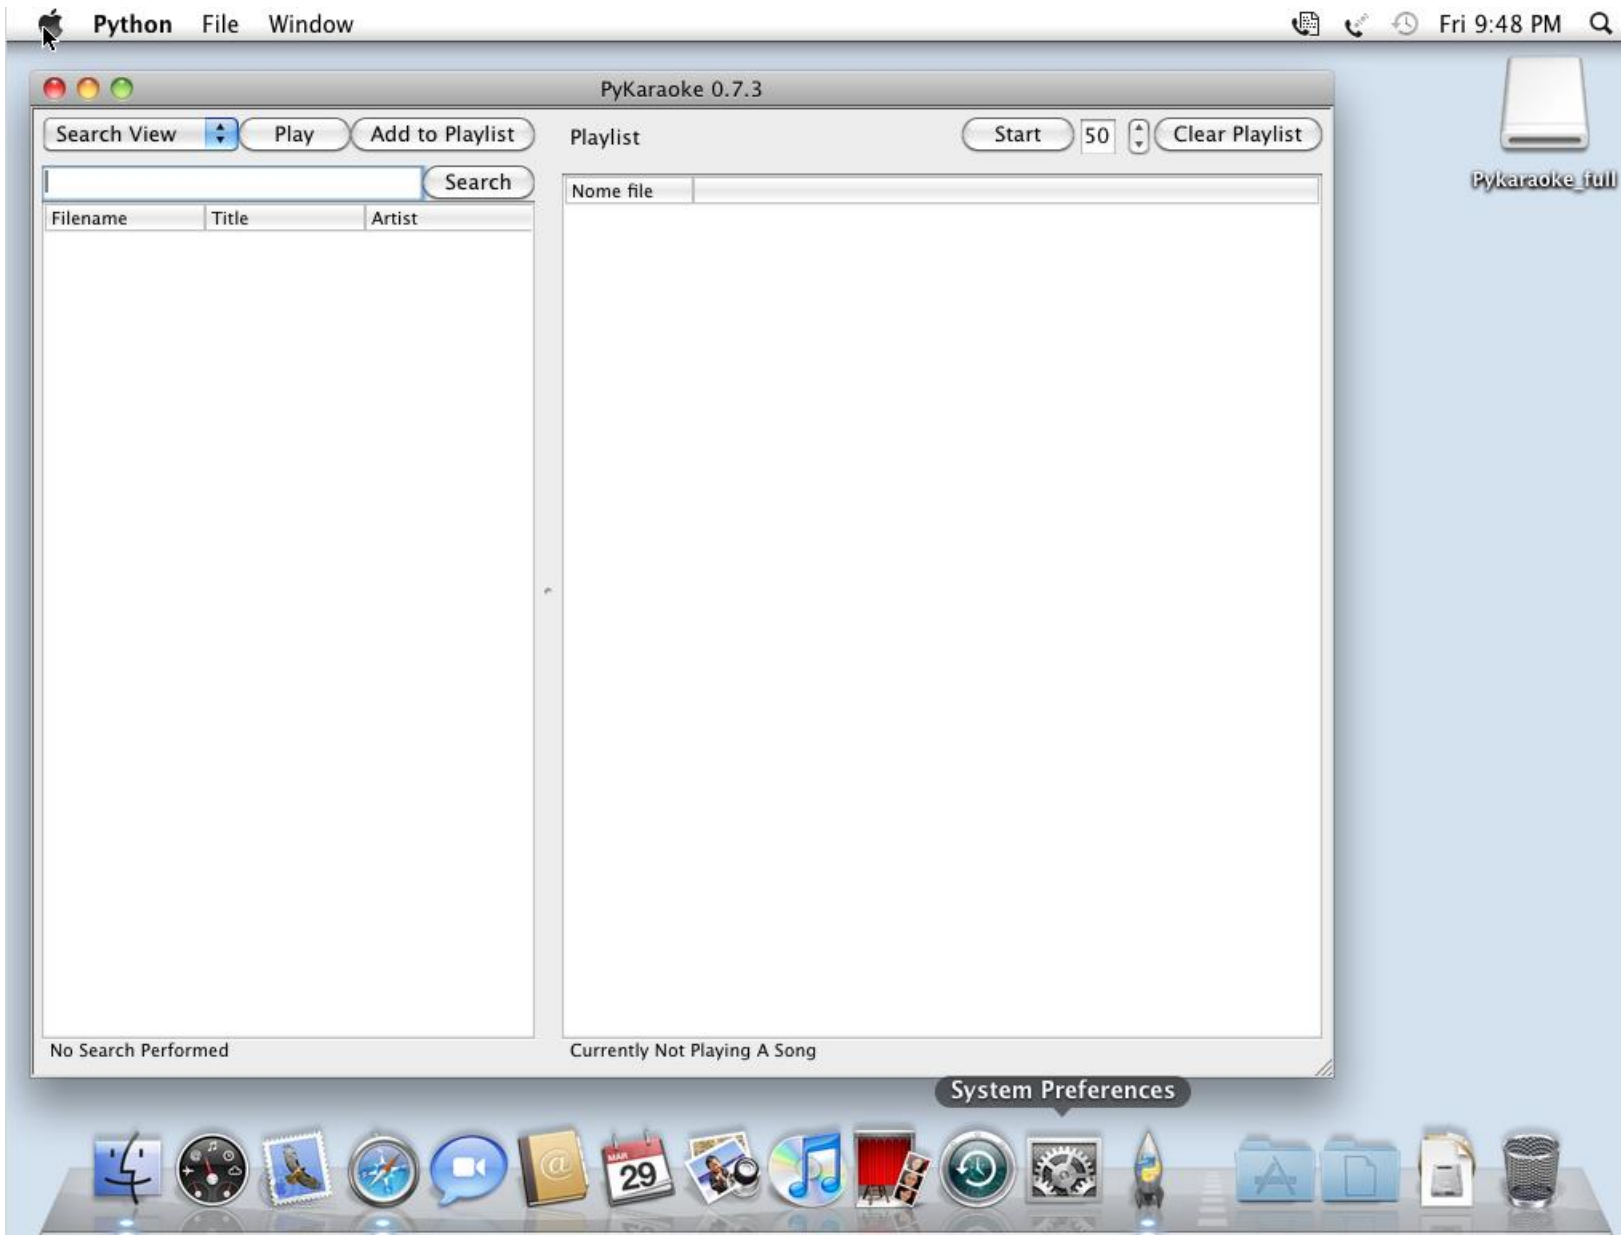 Python File Window Fri 9:48 PM
PyKaraoke 0.7.3
Search View Play Add to Playlist Playlist Start 50 Clear Playlist
Search
Nome file
Filename Title Artist
Pykaraoke_full
No Search Performed Currently Not Playing A Song
System Preferences
MAR
29